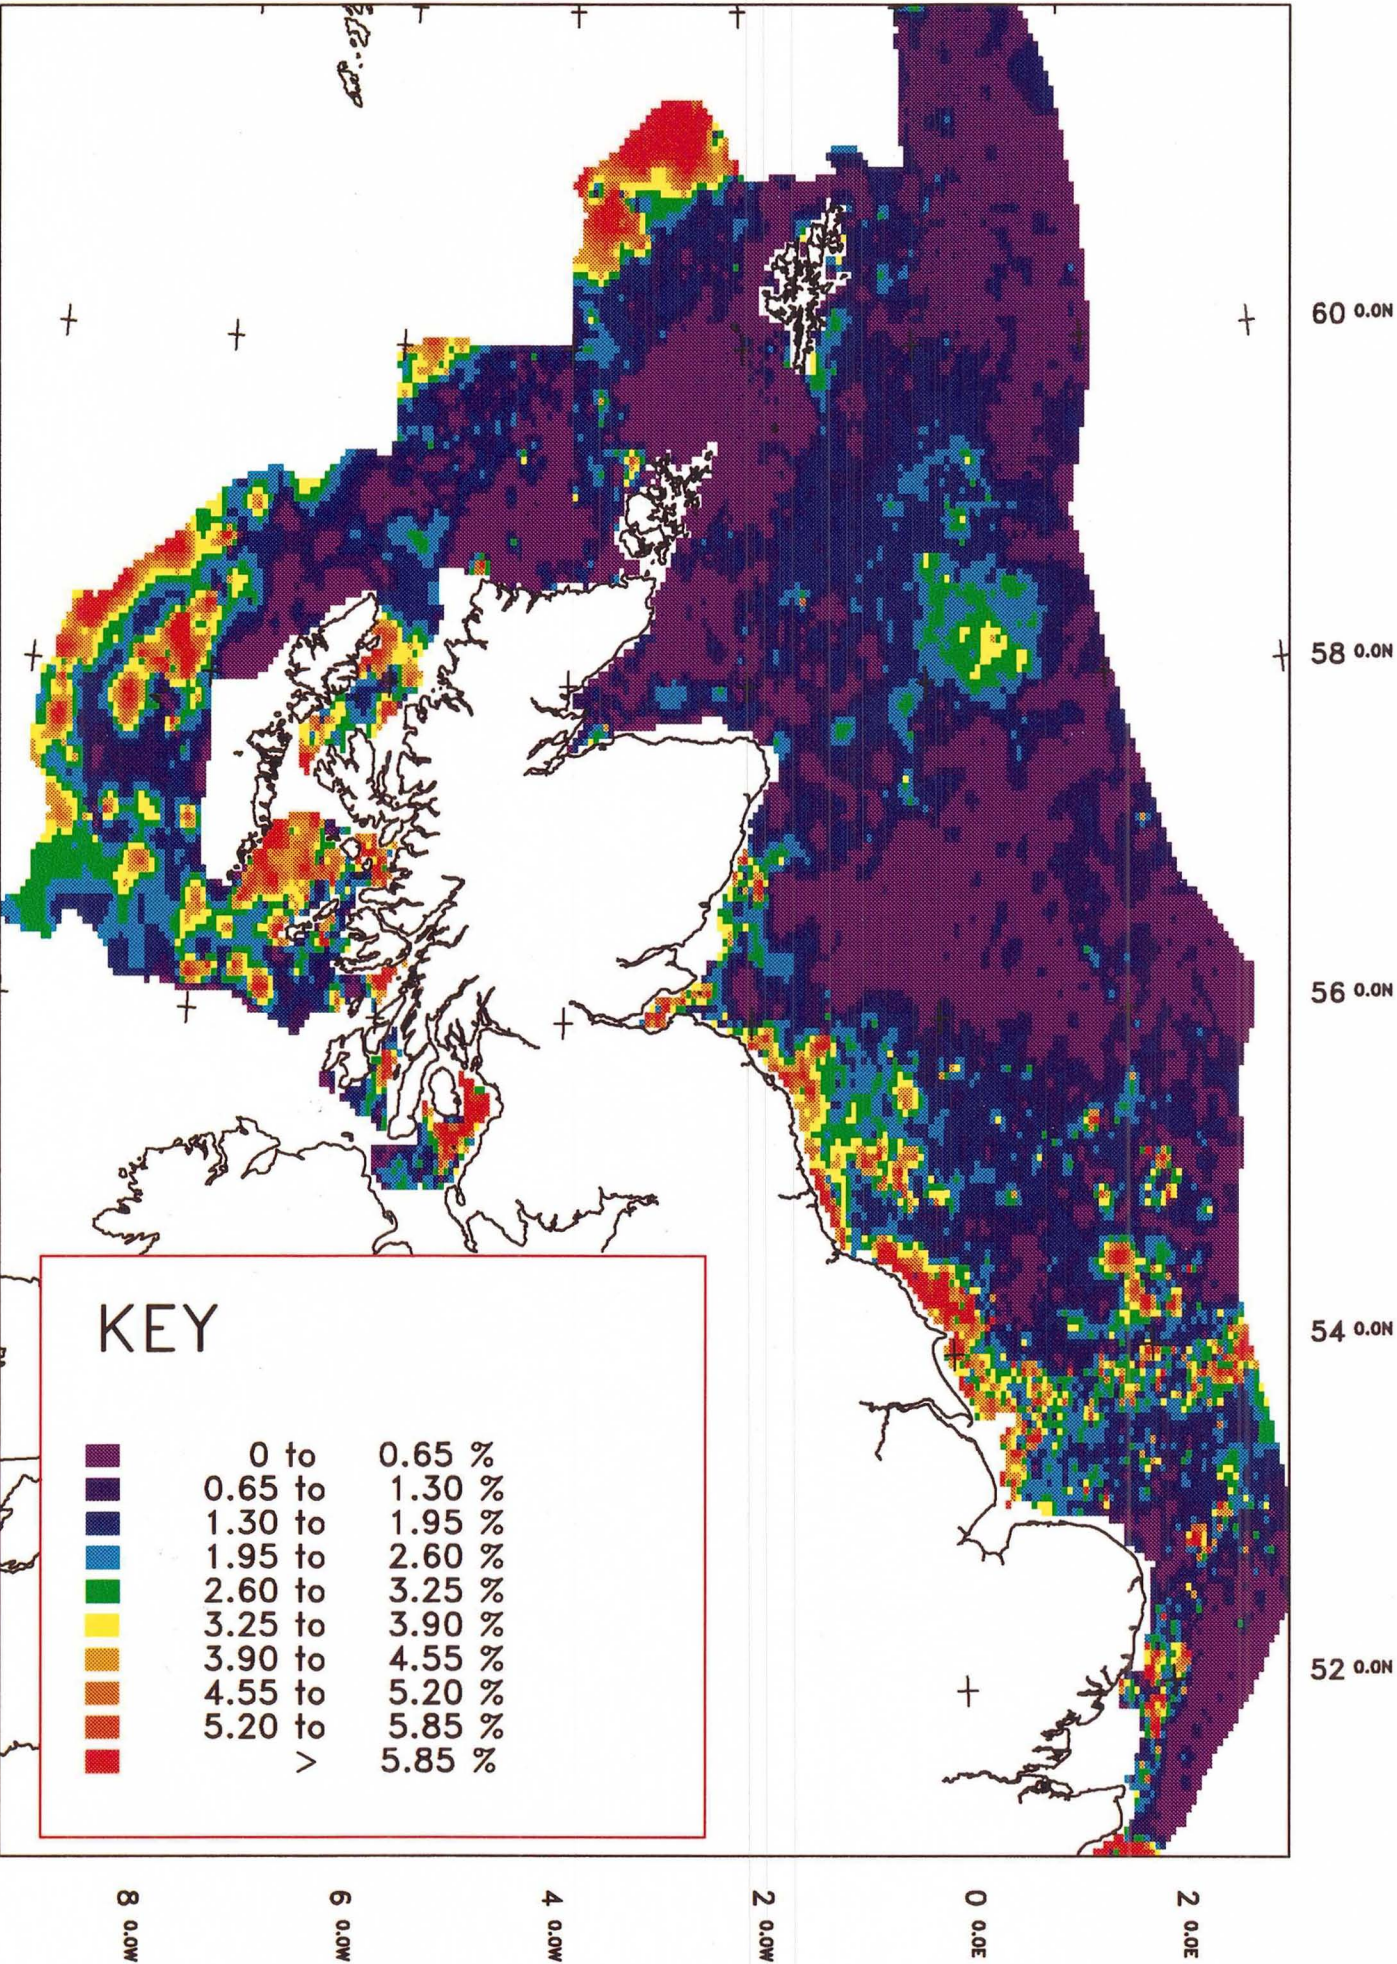 60 0.0N
58 0.0N
56 0.0N
54 0.0N
52 0.0N
KEY
0 to 0.65 %
0.65 to 1.30 %
1.30 to 1.95 %
1.95 to 2.60 %
2.60 to 3.25 %
3.25 to 3.90 %
3.90 to 4.55 %
4.55 to 5.20 %
5.20 to 5.85 %
> 5.85 %
8 0.0W
6 0.0W
4 0.0W
2 0.0W
0 0.0E
2 0.0E